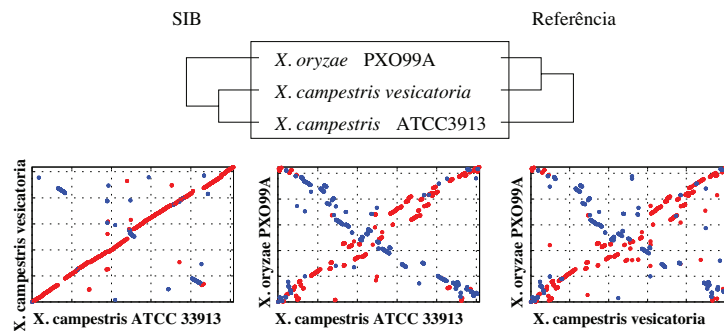 SIB
Referência
X. oryzae PXO99A
X. campestris vesicatoria
X. campestris ATCC3913
X. campestris vesicatoria
X. campestris ATCC 33913
X. oryzae PXO99A
X. campestris ATCC 33913
X. oryzae PXO99A
X. campestris vesicatoria